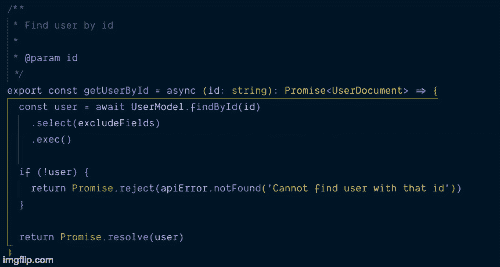 /**
 * Find user by id
 *
 * @param id
 */
export const getUserById = async (id: string): Promise<UserDocument> => {
  const user = await UserModel.findById(id)
    .select(excludeFields)
    .exec()

  if (!user) {
    return Promise.reject(apiError.notFound('Cannot find user with that id'))
  }

  return Promise.resolve(user)
}
imgflip.com